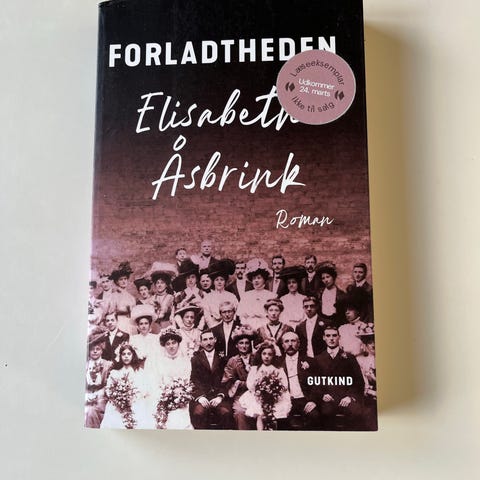 FORLADTHEDEN
Læseeksemplar
Udkommer
24. marts
Ikke til salg
Elisabeth
Åsbrink
Roman
GUTKIND